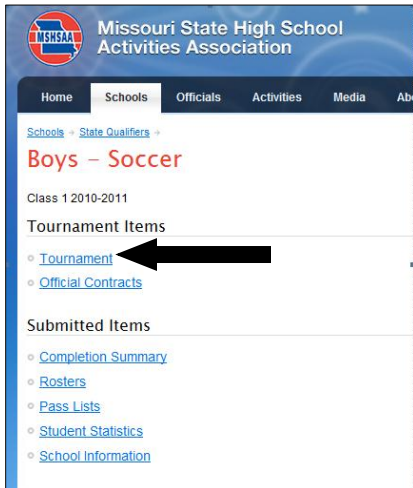 MSHSAA
Missouri State High School
Activities Association
Home Schools Officials Activities Media Ab
Schools → State Qualifiers →
Boys – Soccer
Class 1 2010-2011
Tournament Items
Tournament
Official Contracts
Submitted Items
Completion Summary
Rosters
Pass Lists
Student Statistics
School Information